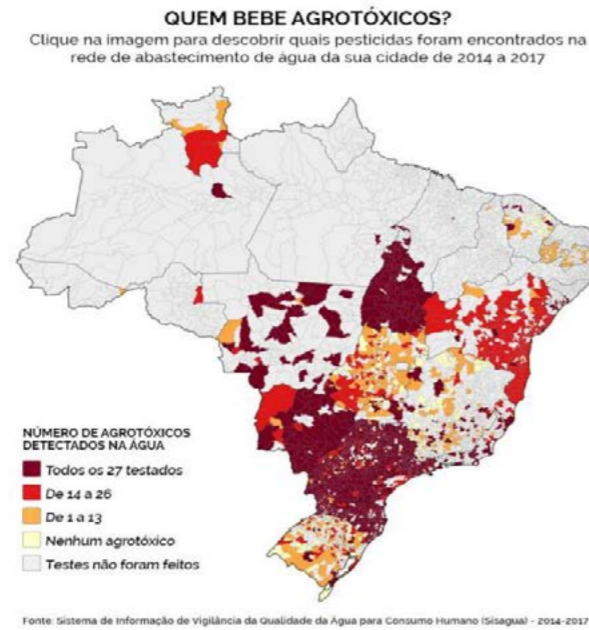 QUEM BEBE AGROTÓXICOS?
Clique na imagem para descobrir quais pesticidas foram encontrados na
rede de abastecimento de água da sua cidade de 2014 a 2017
NÚMERO DE AGROTÓXICOS
DETECTADOS NA ÁGUA
Todos os 27 testados
De 14 a 26
De 1 a 13
Nenhum agrotóxico
Testes não foram feitos
Fonte: Sistema de Informação de Vigilância da Qualidade da Água para Consumo Humano (Sisagua) - 2014-2017